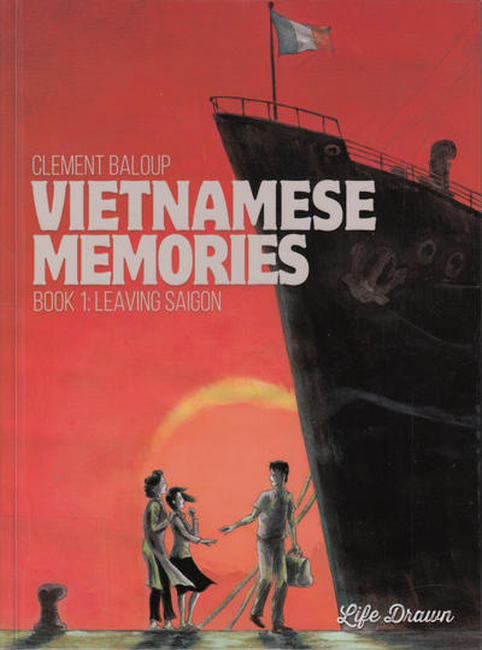 CLEMENT BALOUP
VIETNAMESE
MEMORIES
BOOK 1: LEAVING SAIGON
Life Drawn